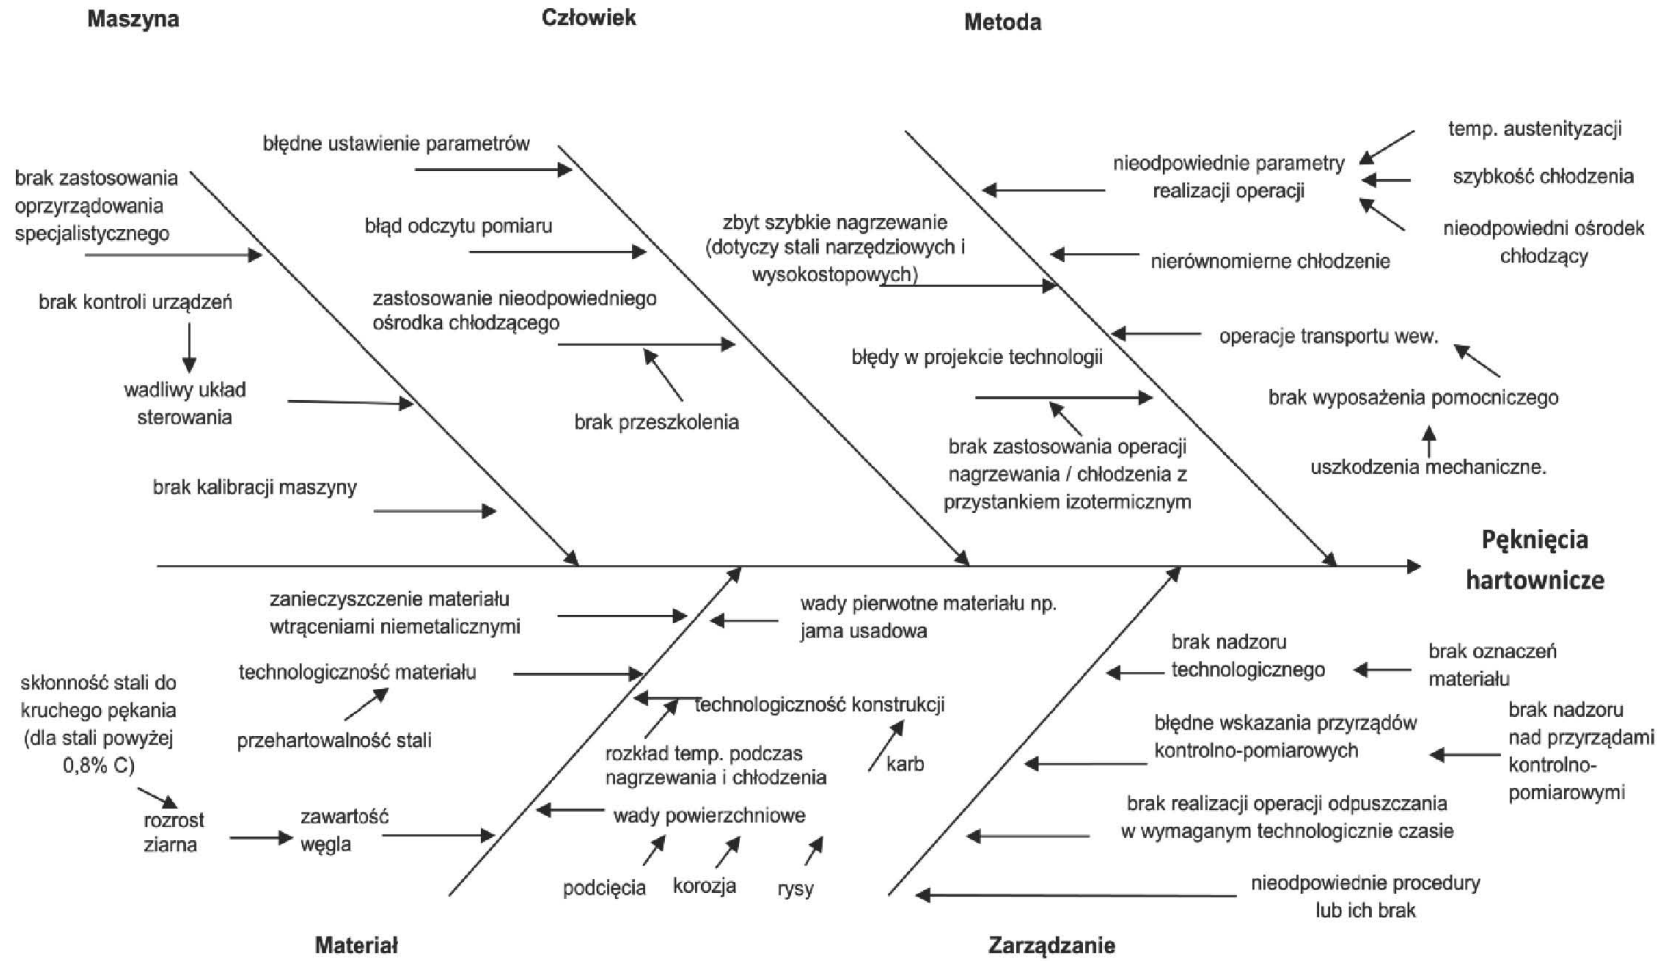 Maszyna
Człowiek
Metoda
brak zastosowania
oprzyrządowania
specjalistycznego
brak kontroli urządzeń
wadliwy układ
sterowania
brak kalibracji maszyny
błędne ustawienie parametrów
błąd odczytu pomiaru
zastosowanie nieodpowiedniego
ośrodka chłodzącego
brak przeszkolenia
zbyt szybkie nagrzewanie
(dotyczy stali narzędziowych i
wysokostopowych)
błędy w projekcie technologii
brak zastosowania operacji
nagrzewania / chłodzenia z
przystankiem izotermicznym
nieodpowiednie parametry
realizacji operacji
temp. austenityzacji
szybkość chłodzenia
nieodpowiedni ośrodek
chłodzący
nierównomierne chłodzenie
operacje transportu wew.
brak wyposażenia pomocniczego
uszkodzenia mechaniczne.
Pęknięcia
hartownicze
zanieczyszczenie materiału
wtrąceniami niemetalicznymi
technologiczność materiału
przehartowalność stali
skłonność stali do
kruchego pękania
(dla stali powyżej
0,8% C)
rozrost
ziarna
zawartość
węgla
wady pierwotne materiału np.
jama usadowa
technologiczność konstrukcji
rozkład temp. podczas
nagrzewania i chłodzenia
karb
wady powierzchniowe
podcięcia
korozja
rysy
brak nadzoru
technologicznego
brak oznaczeń
materiału
błędne wskazania przyrządów
kontrolno-pomiarowych
brak nadzoru
nad przyrządami
kontrolno-
pomiarowymi
brak realizacji operacji odpuszczania
w wymaganym technologicznie czasie
nieodpowiednie procedury
lub ich brak
Materiał
Zarządzanie